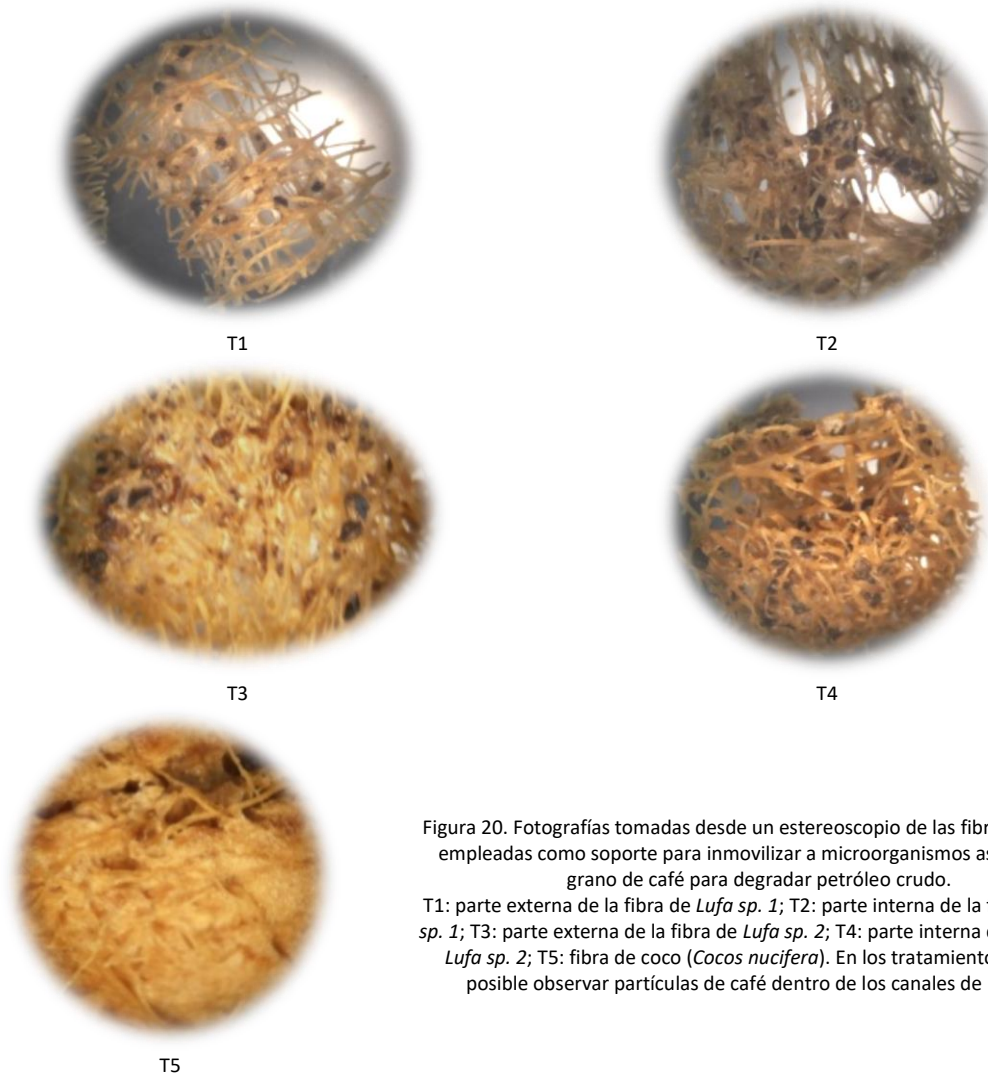 T1
T2
T3
T4
T5
Figura 20. Fotografías tomadas desde un estereoscopio de las
empleadas como soporte para inmovilizar a microorganismos
grano de café para degradar petróleo crudo.
T1: parte externa de la fibra de Lufa sp. 1; T2: parte interna de la
sp. 1; T3: parte externa de la fibra de Lufa sp. 2; T4: parte interna
Lufa sp. 2; T5: fibra de coco (Cocos nucifera). En los
posible observar partículas de café dentro de los canales de